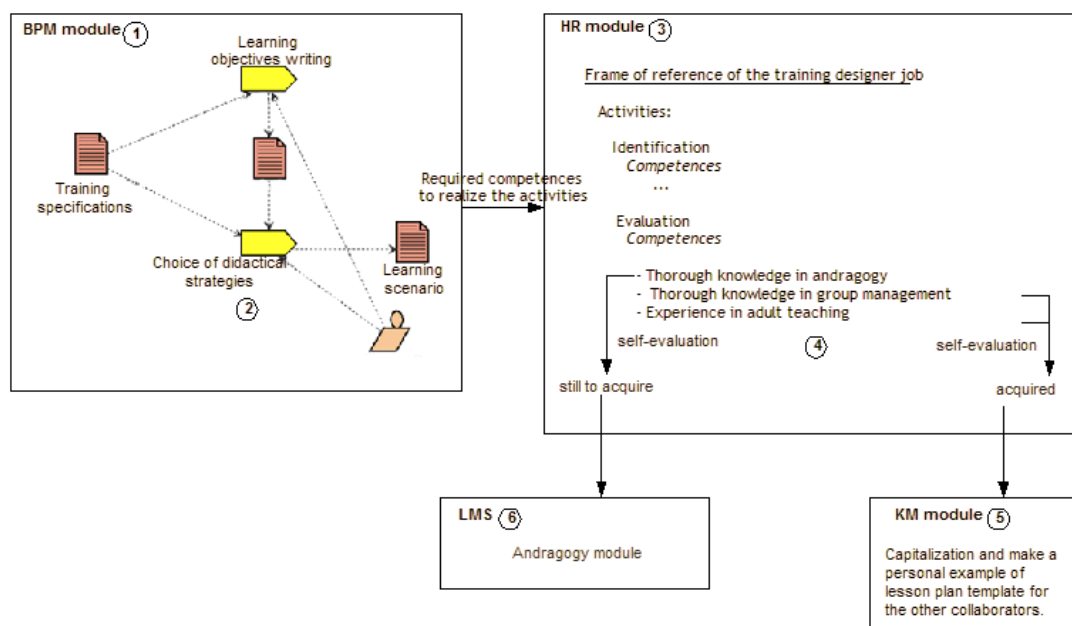 BPM module 1
Learning
objectives writing
Training
specifications
Choice of didactical
strategies
2
Learning
scenario
Required competences
to realize the activities
HR module 3
Frame of reference of the training designer job
Activities:
Identification
Competences
...
Evaluation
Competences
- Thorough knowledge in andragogy
- Thorough knowledge in group management
- Experience in adult teaching
self-evaluation
4
self-evaluation
still to acquire
acquired
LMS 6
Andragogy module
KM module 5
Capitalization and make a
personal example of
lesson plan template for
the other collaborators.